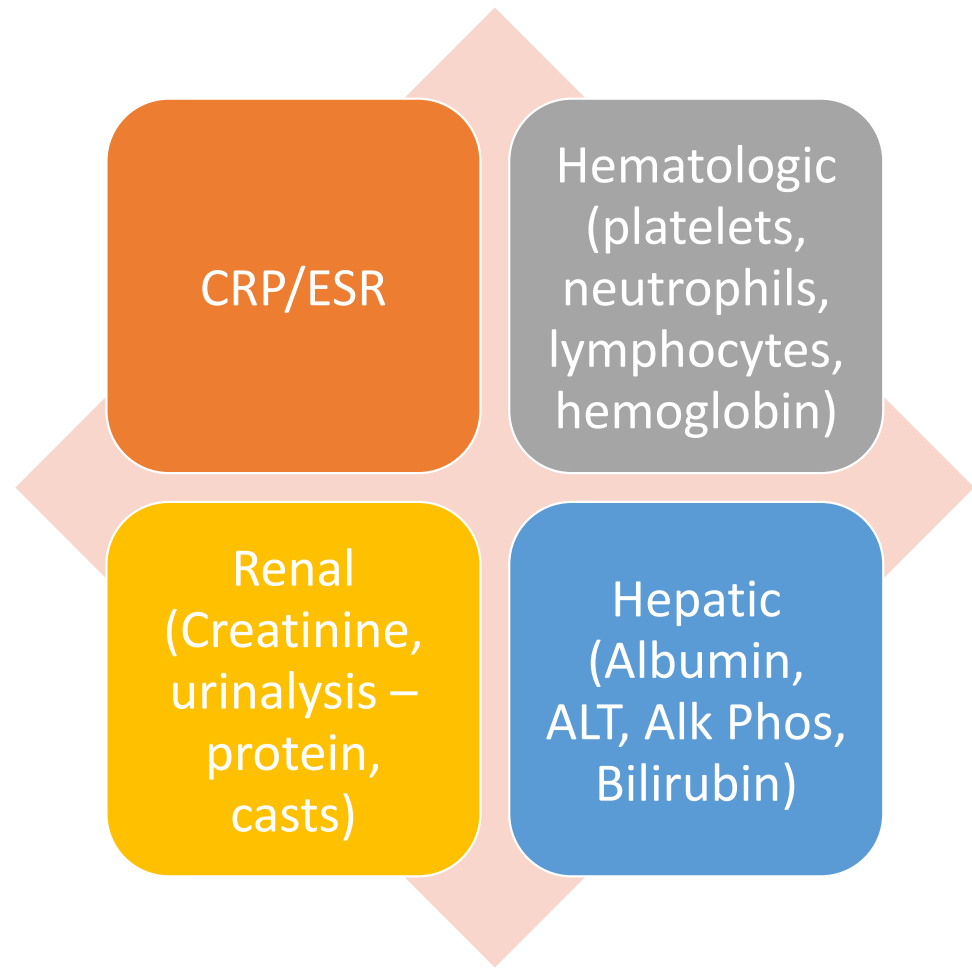 CRP/ESR
Hematologic
(platelets,
neutrophils,
lymphocytes,
hemoglobin)
Renal
(Creatinine,
urinalysis –
protein,
casts)
Hepatic
(Albumin,
ALT, Alk Phos,
Bilirubin)